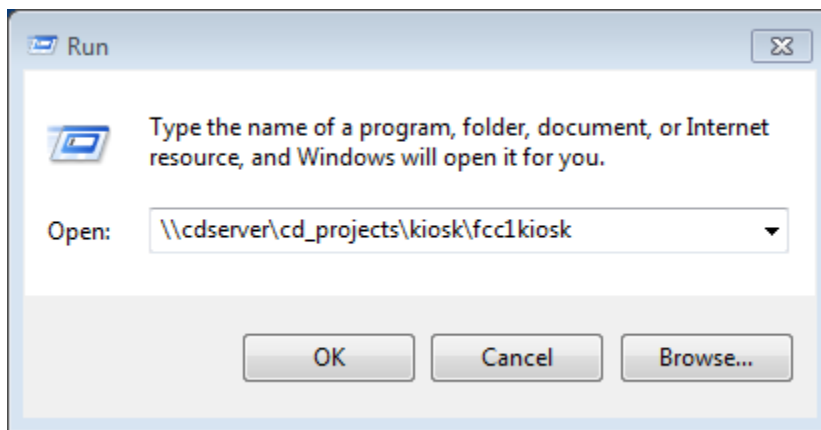 Run
Type the name of a program, folder, document, or Internet
resource, and Windows will open it for you.
Open: \\cdserver\cd_projects\kiosk\fcc1kiosk
OK Cancel Browse...